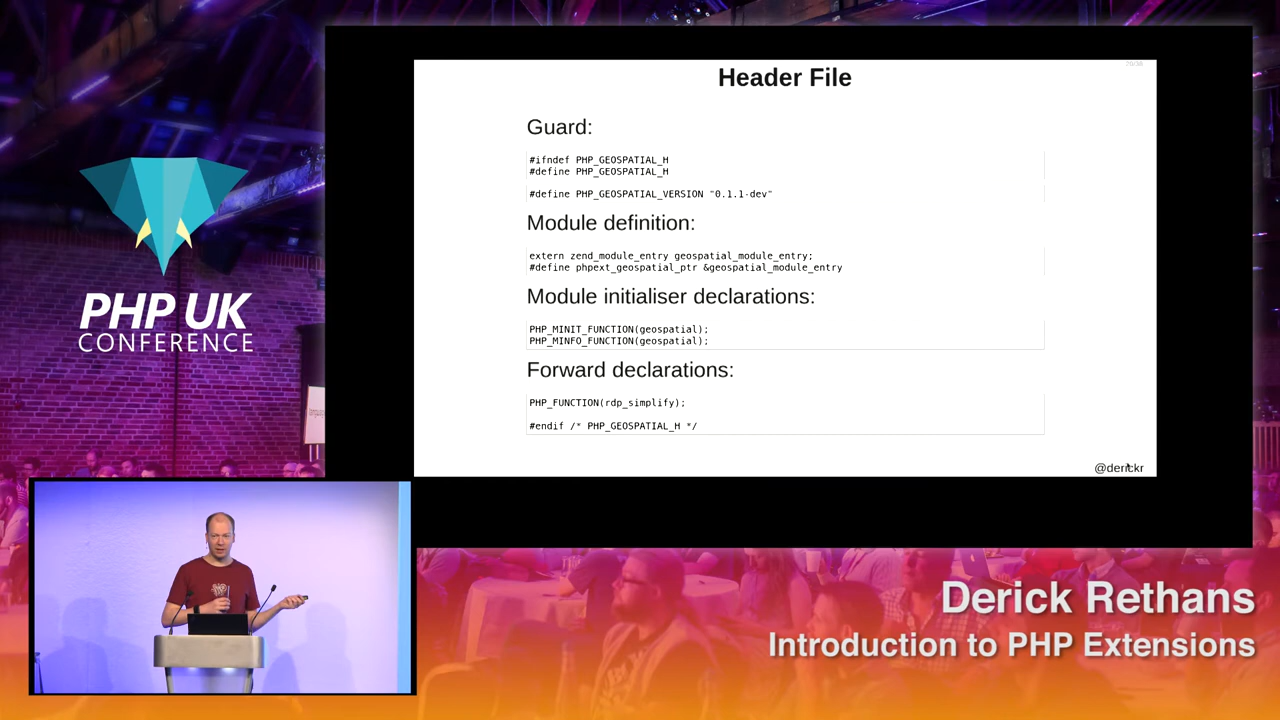 Header File
Guard:
#ifndef PHP_GEOSPATIAL_H
#define PHP_GEOSPATIAL_H
#define PHP_GEOSPATIAL_VERSION "0.1.1-dev"
Module definition:
extern zend_module_entry geospatial_module_entry;
#define phpext_geospatial_ptr &geospatial_module_entry
Module initialiser declarations:
PHP_MINIT_FUNCTION(geospatial);
PHP_MINFO_FUNCTION(geospatial);
Forward declarations:
PHP_FUNCTION(rdp_simplify);
#endif /* PHP_GEOSPATIAL_H */
@derickr
PHP UK
CONFERENCE
Derick Rethans
Introduction to PHP Extensions